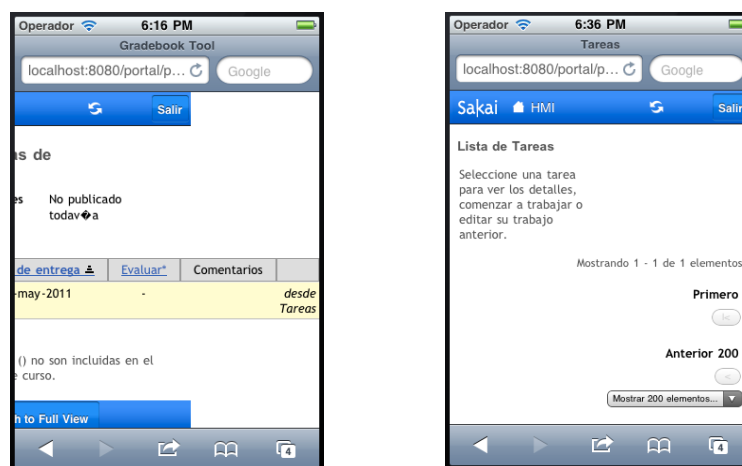 Operador 6:16 PM
Gradebook Tool
localhost:8080/portal/p... Google
Salir
as de
es No publicado
todav�a
de entrega Evaluar* Comentarios
-may-2011 - desde
Tareas
() no son incluidas en el
e curso.
h to Full View
4
Operador 6:36 PM
Tareas
localhost:8080/portal/p... Google
Sakai HMI Salir
Lista de Tareas
Seleccione una tarea
para ver los detalles,
comenzar a trabajar o
editar su trabajo
anterior.
Mostrando 1 - 1 de 1 elementos
Primero
|<
Anterior 200
<
Mostrar 200 elementos...
4